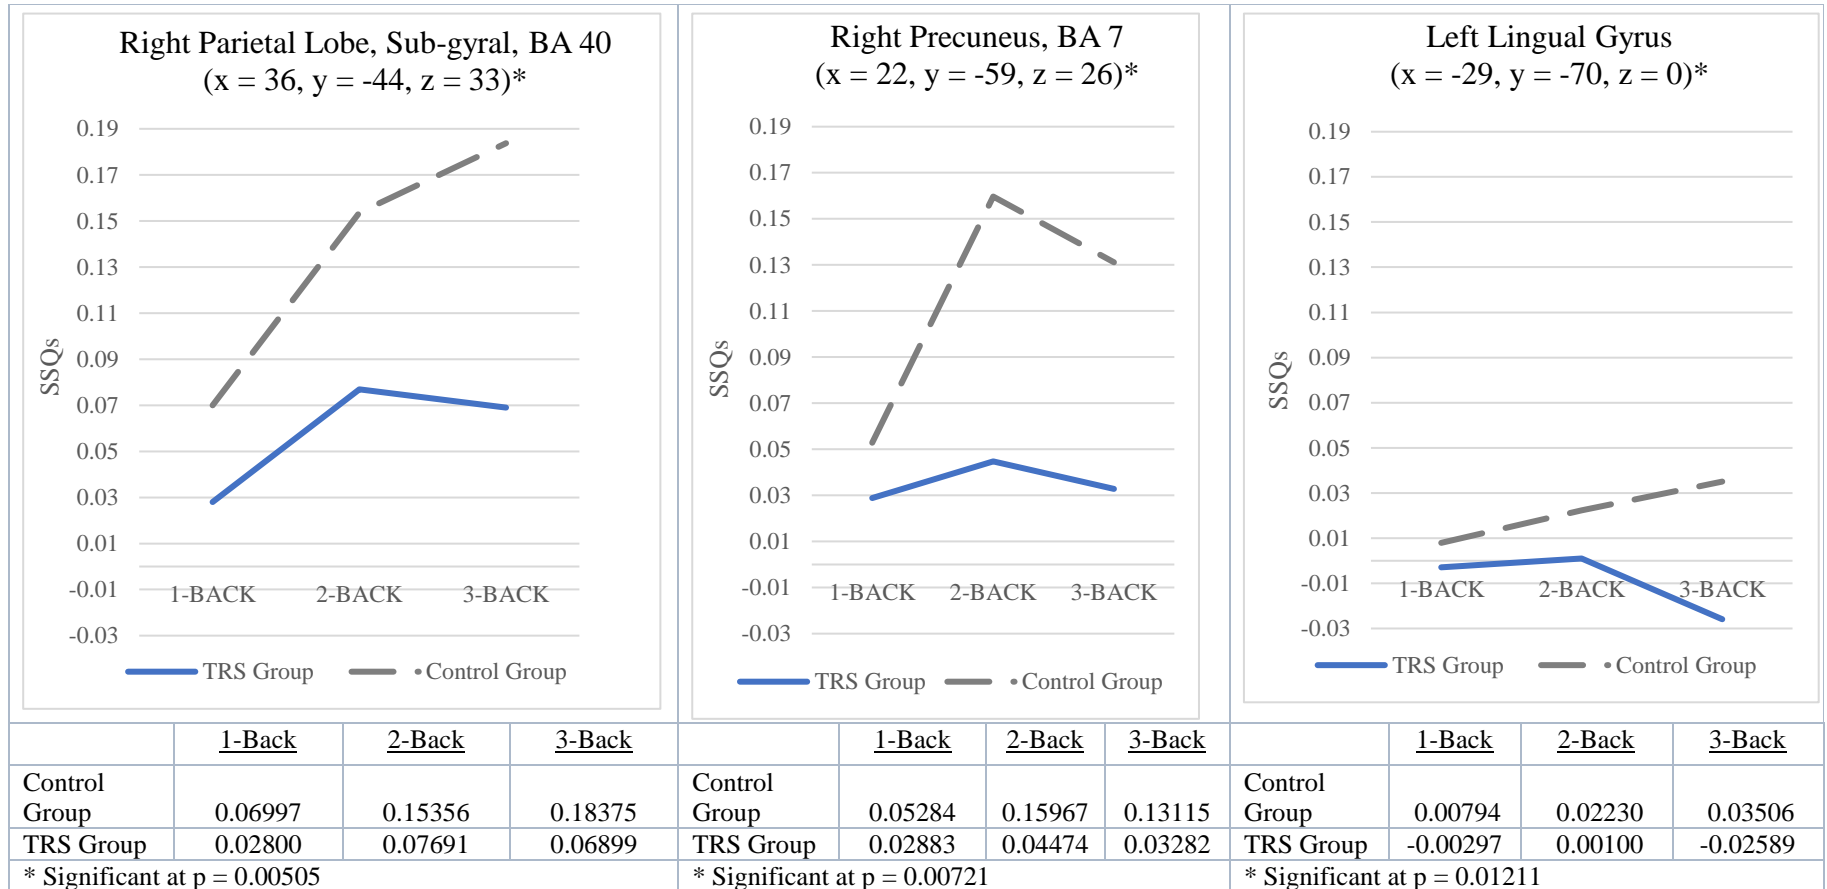 Right Parietal Lobe, Sub-gyral, BA 40
(x = 36, y = -44, z = 33)*
0.19
0.17
0.15
0.13
0.11
0.09
0.07
0.05
0.03
0.01
-0.01
-0.03
SSQs
1-BACK 2-BACK 3-BACK
TRS Group Control Group
1-Back 2-Back 3-Back
Control
Group 0.06997 0.15356 0.18375
TRS Group 0.02800 0.07691 0.06899
* Significant at p = 0.00505
Right Precuneus, BA 7
(x = 22, y = -59, z = 26)*
0.19
0.17
0.15
0.13
0.11
0.09
0.07
0.05
0.03
0.01
-0.01
-0.03
SSQs
1-BACK 2-BACK 3-BACK
TRS Group Control Group
1-Back 2-Back 3-Back
Control
Group 0.05284 0.15967 0.13115
TRS Group 0.02883 0.04474 0.03282
* Significant at p = 0.00721
Left Lingual Gyrus
(x = -29, y = -70, z = 0)*
0.19
0.17
0.15
0.13
0.11
0.09
0.07
0.05
0.03
0.01
-0.01
-0.03
SSQs
1-BACK 2-BACK 3-BACK
TRS Group Control Group
1-Back 2-Back 3-Back
Control
Group 0.00794 0.02230 0.03506
TRS Group -0.00297 0.00100 -0.02589
* Significant at p = 0.01211